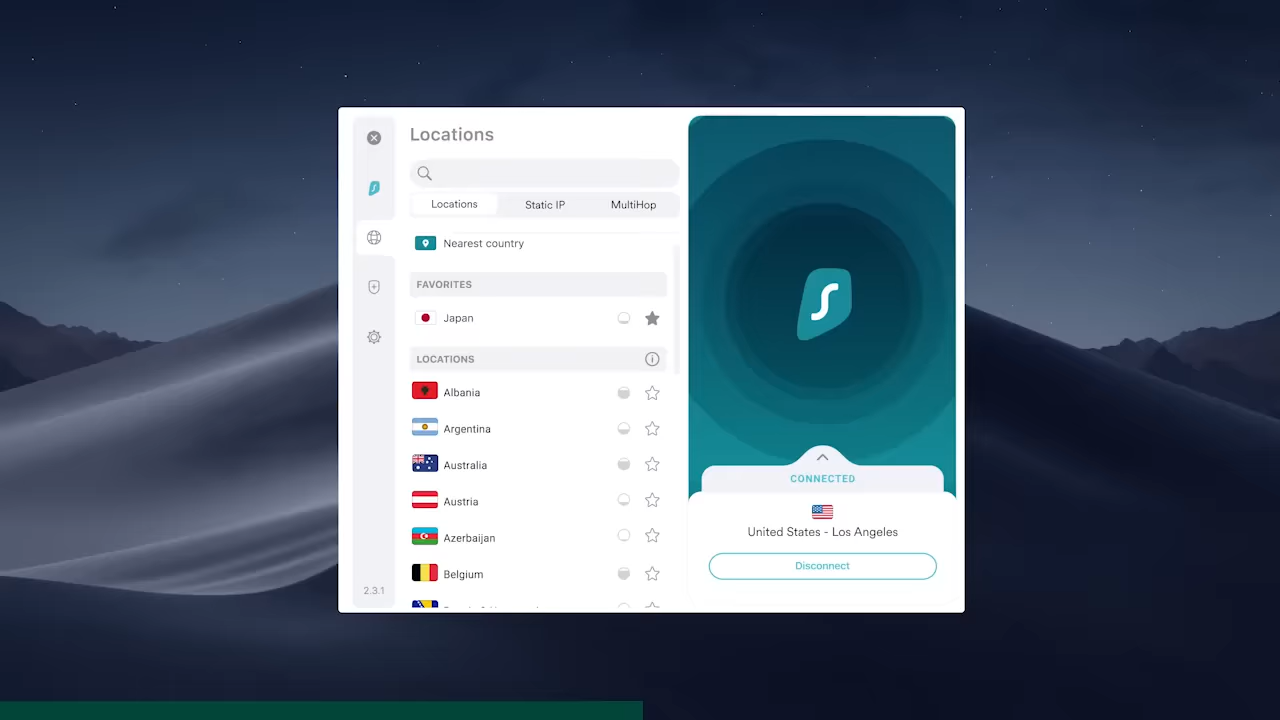 Locations
Locations
Static IP
MultiHop
Nearest country
FAVORITES
Japan
LOCATIONS
Albania
Argentina
Australia
Austria
Azerbaijan
Belgium
2.3.1
CONNECTED
United States - Los Angeles
Disconnect